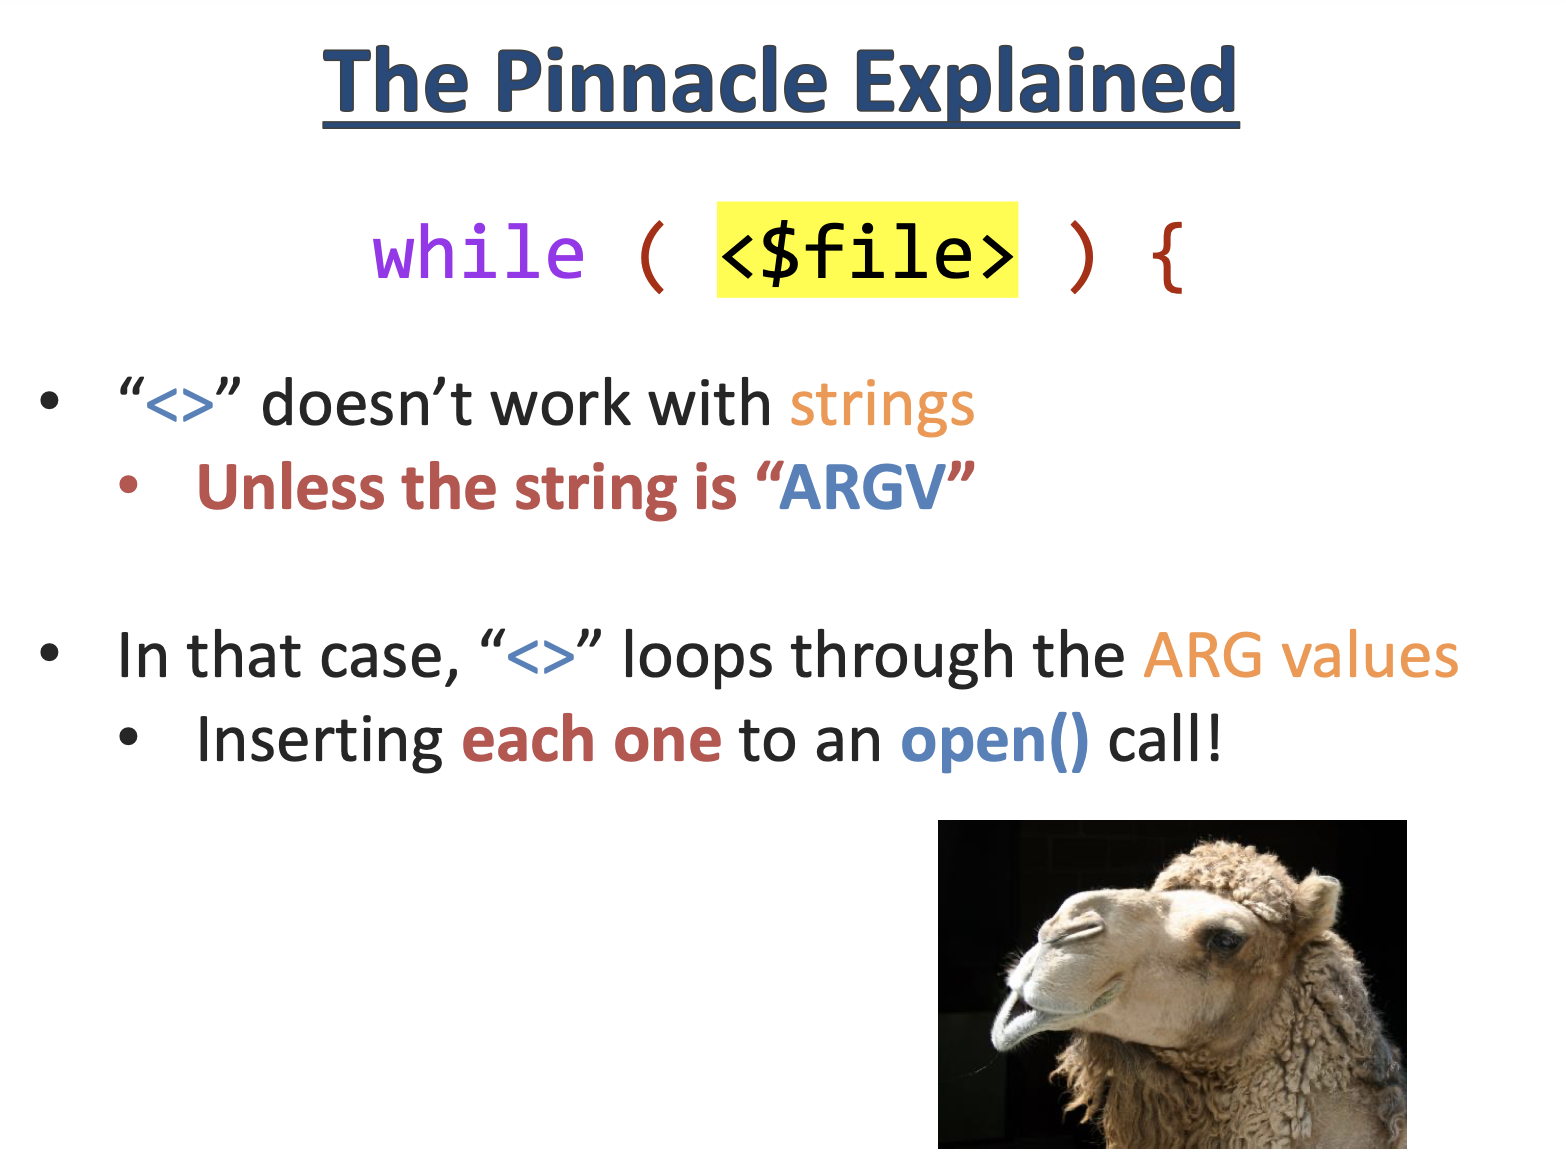 The Pinnacle Explained
while ( <$file> ) {
• “<>” doesn’t work with strings
• Unless the string is “ARGV”
• In that case, “<>” loops through the ARG values
• Inserting each one to an open() call!